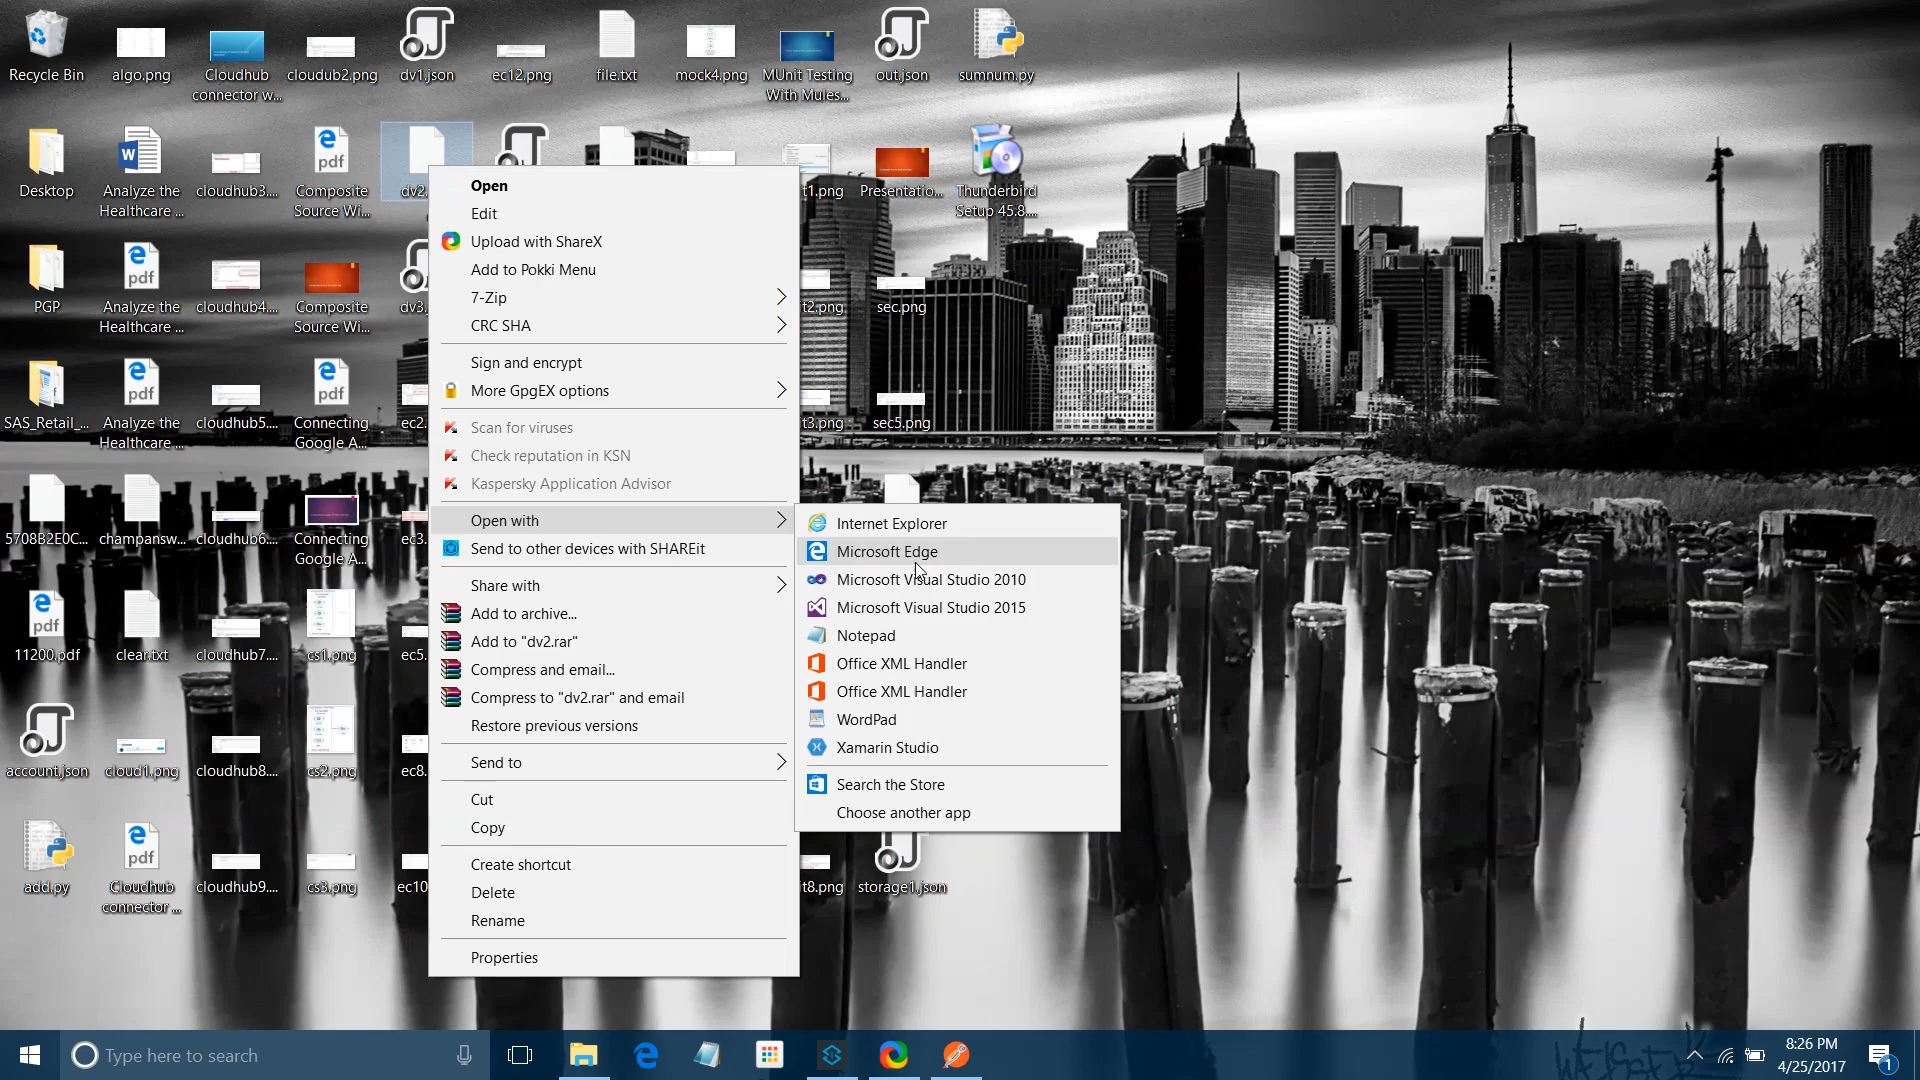 Recycle Bin
algo.png
Cloudhub
connector w...
cloudub2.png
dv1.json
ec12.png
file.txt
mock4.png
MUnit Testing
With Mules...
out.json
sumnum.py
Desktop
Analyze the
Healthcare ...
cloudhub3....
Composite
Source Wi...
dv2.
t1.png
Presentatio...
Thunderbird
Setup 45.8....
PGP
Analyze the
Healthcare ...
cloudhub4....
Composite
Source Wi...
dv3.
t2.png
sec.png
SAS_Retail_...
Analyze the
Healthcare ...
cloudhub5....
Connecting
Google A...
ec2.
t3.png
sec5.png
5708B2E0C...
champansw...
cloudhub6....
Connecting
Google A...
ec3.
11200.pdf
clear.txt
cloudhub7....
cs1.png
ec5.
account.json
cloud1.png
cloudhub8....
cs2.png
ec8.
add.py
Cloudhub
connector ...
cloudhub9....
cs3.png
ec10
it8.png
storage1.json
Open
Edit
Upload with ShareX
Add to Pokki Menu
7-Zip
CRC SHA
Sign and encrypt
More GpgEX options
Scan for viruses
Check reputation in KSN
Kaspersky Application Advisor
Open with
Send to other devices with SHAREit
Share with
Add to archive...
Add to "dv2.rar"
Compress and email...
Compress to "dv2.rar" and email
Restore previous versions
Send to
Cut
Copy
Create shortcut
Delete
Rename
Properties
Internet Explorer
Microsoft Edge
Microsoft Visual Studio 2010
Microsoft Visual Studio 2015
Notepad
Office XML Handler
Office XML Handler
WordPad
Xamarin Studio
Search the Store
Choose another app
Type here to search
8:26 PM
4/25/2017
1